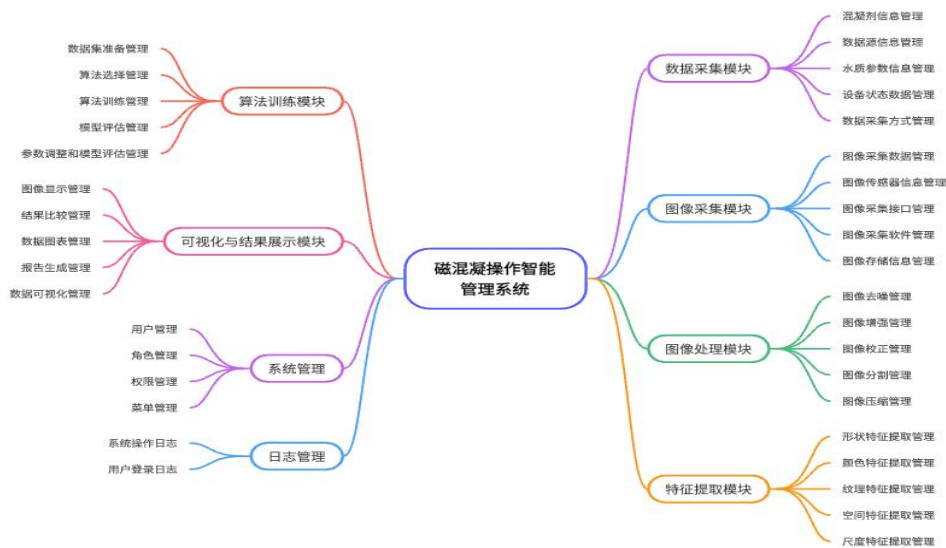 磁混凝操作智能
管理系统
数据采集模块
混凝剂信息管理
数据源信息管理
水质参数信息管理
设备状态数据管理
数据采集方式管理
图像采集模块
图像采集数据管理
图像传感器信息管理
图像采集接口管理
图像采集软件管理
图像存储信息管理
图像处理模块
图像去噪管理
图像增强管理
图像校正管理
图像分割管理
图像压缩管理
特征提取模块
形状特征提取管理
颜色特征提取管理
纹理特征提取管理
空间特征提取管理
尺度特征提取管理
算法训练模块
数据集准备管理
算法选择管理
算法训练管理
模型评估管理
参数调整和模型评估管理
可视化与结果展示模块
图像显示管理
结果比较管理
数据图表管理
报告生成管理
数据可视化管理
系统管理
用户管理
角色管理
权限管理
菜单管理
日志管理
系统操作日志
用户登录日志